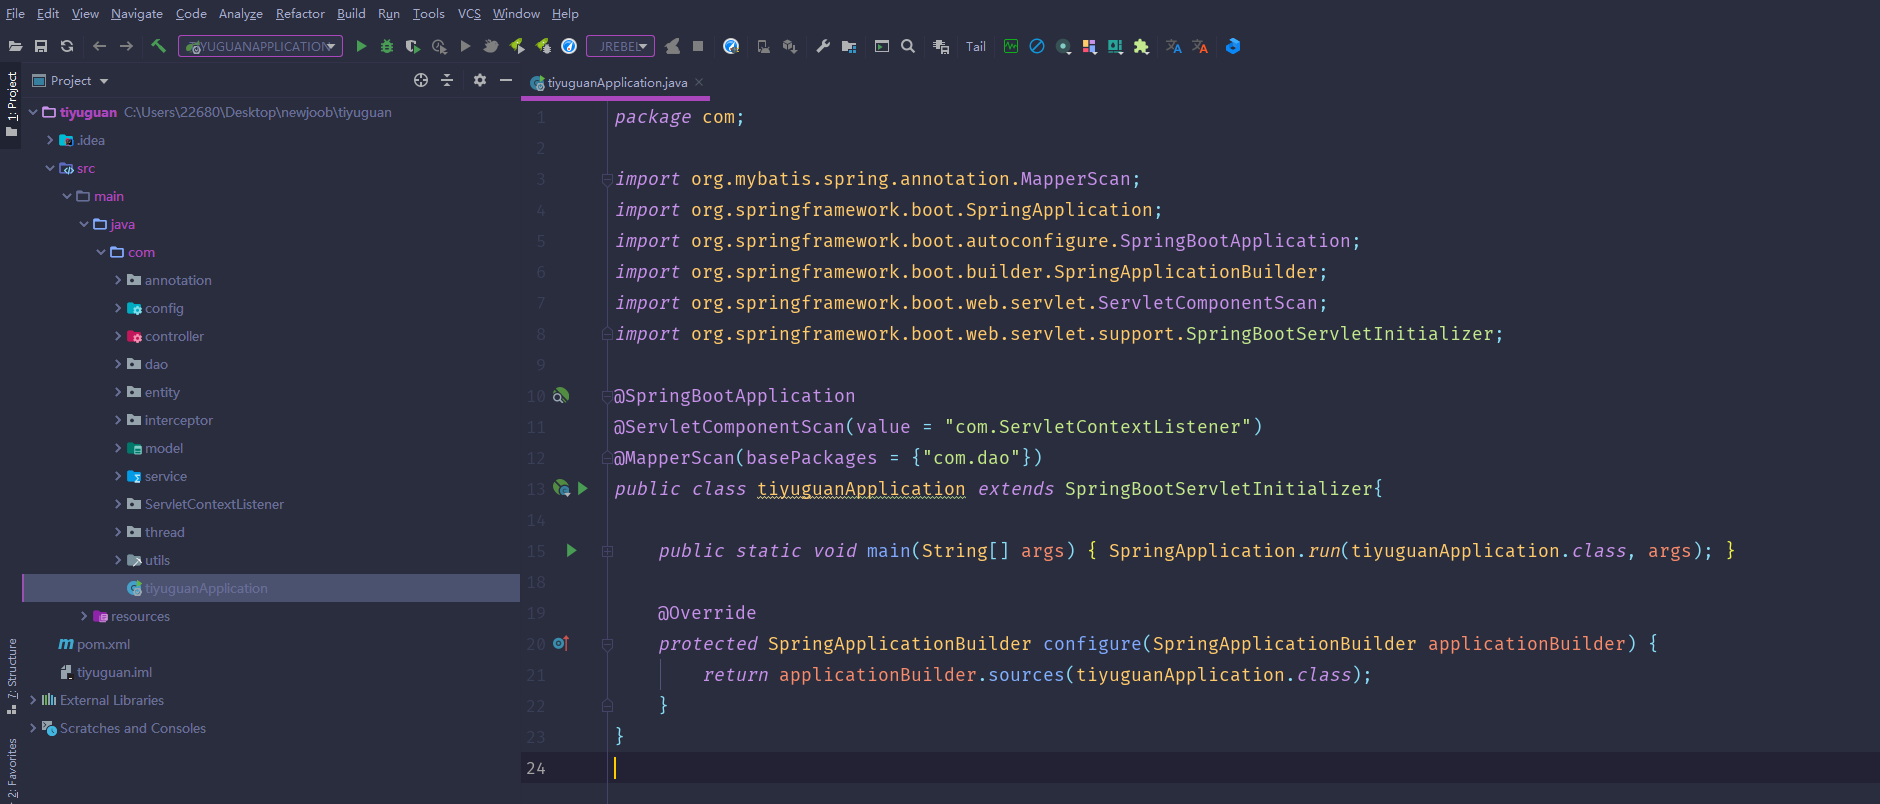 File Edit View Navigate Code Analyze Refactor Build Run Tools VCS Window Help
YUGUANAPPLICATION JREBEL Tail
1: Project
Project
tiyuguan C:\Users\22680\Desktop\newjoob\tiyuguan
.idea
src
main
java
com
annotation
config
controller
dao
entity
interceptor
model
service
ServletContextListener
thread
utils
tiyuguanApplication
resources
pom.xml
tiyuguan.iml
External Libraries
Scratches and Consoles
7: Structure
2: Favorites
tiyuguanApplication.java
1 package com;
2
3 import org.mybatis.spring.annotation.MapperScan;
4 import org.springframework.boot.SpringApplication;
5 import org.springframework.boot.autoconfigure.SpringBootApplication;
6 import org.springframework.boot.builder.SpringApplicationBuilder;
7 import org.springframework.boot.web.servlet.ServletComponentScan;
8 import org.springframework.boot.web.servlet.support.SpringBootServletInitializer;
9
10 @SpringBootApplication
11 @ServletComponentScan(value = "com.ServletContextListener")
12 @MapperScan(basePackages = {"com.dao"})
13 public class tiyuguanApplication extends SpringBootServletInitializer{
14
15 public static void main(String[] args) { SpringApplication.run(tiyuguanApplication.class, args); }
18
19 @Override
20 protected SpringApplicationBuilder configure(SpringApplicationBuilder applicationBuilder) {
21 return applicationBuilder.sources(tiyuguanApplication.class);
22 }
23 }
24